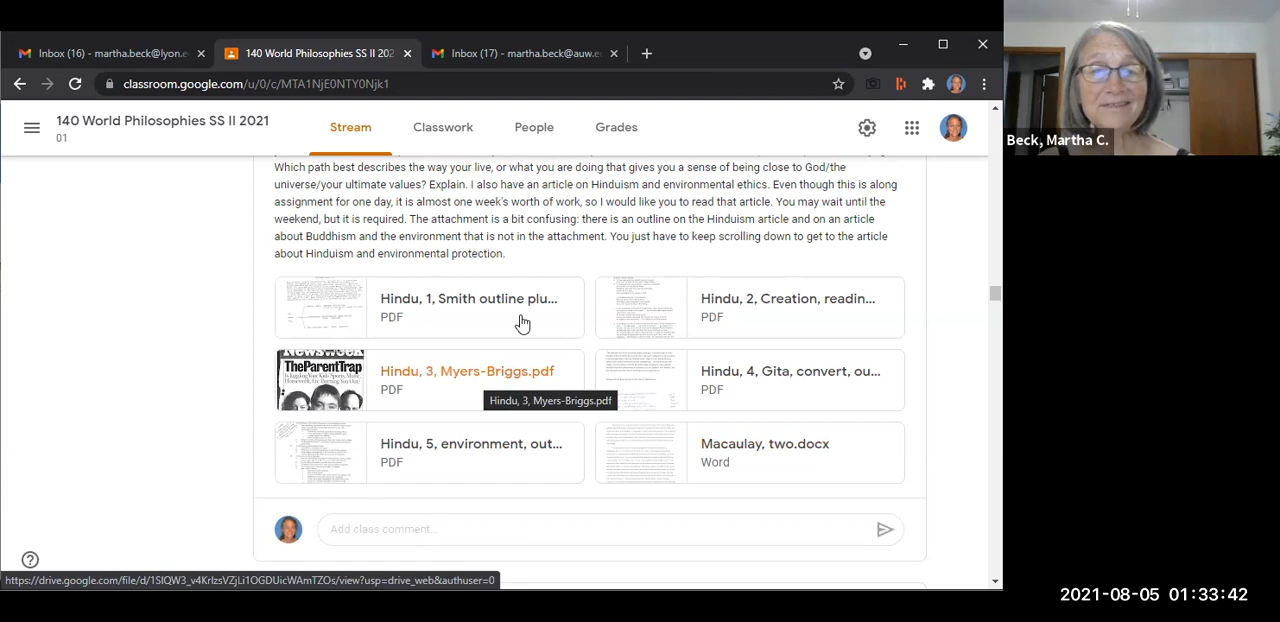 Inbox (16) - martha.beck@lyon.e
140 World Philosophies SS II 202
Inbox (17) - martha.beck@auw.e
classroom.google.com/u/0/c/MTA1NjE0NTY0Njk1
140 World Philosophies SS II 2021
01
Stream
Classwork
People
Grades
Which path best describes the way your live, or what you are doing that gives you a sense of being close to God/the
universe/your ultimate values? Explain. I also have an article on Hinduism and environmental ethics. Even though this is along
assignment for one day, it is almost one week's worth of work, so I would like you to read that article. You may wait until the
weekend, but it is required. The attachment is a bit confusing: there is an outline on the Hinduism article and on an article
about Buddhism and the environment that is not in the attachment. You just have to keep scrolling down to get to the article
about Hinduism and environmental protection.
Hindu, 1, Smith outline plu...
PDF
Hindu, 2, Creation, readin...
PDF
TheParentTrap
Hindu, 3, Myers-Briggs.pdf
PDF
Hindu, 3, Myers-Briggs.pdf
Hindu, 4, Gita, convert, ou...
PDF
Hindu, 5, environment, out...
PDF
Macaulay, two.docx
Word
Add class comment...
https://drive.google.com/file/d/1SIQW3_v4KrIzsVZjLi1OGDUicWAmTZOs/view?usp=drive_web&authuser=0
Beck, Martha C.
2021-08-05 01:33:42